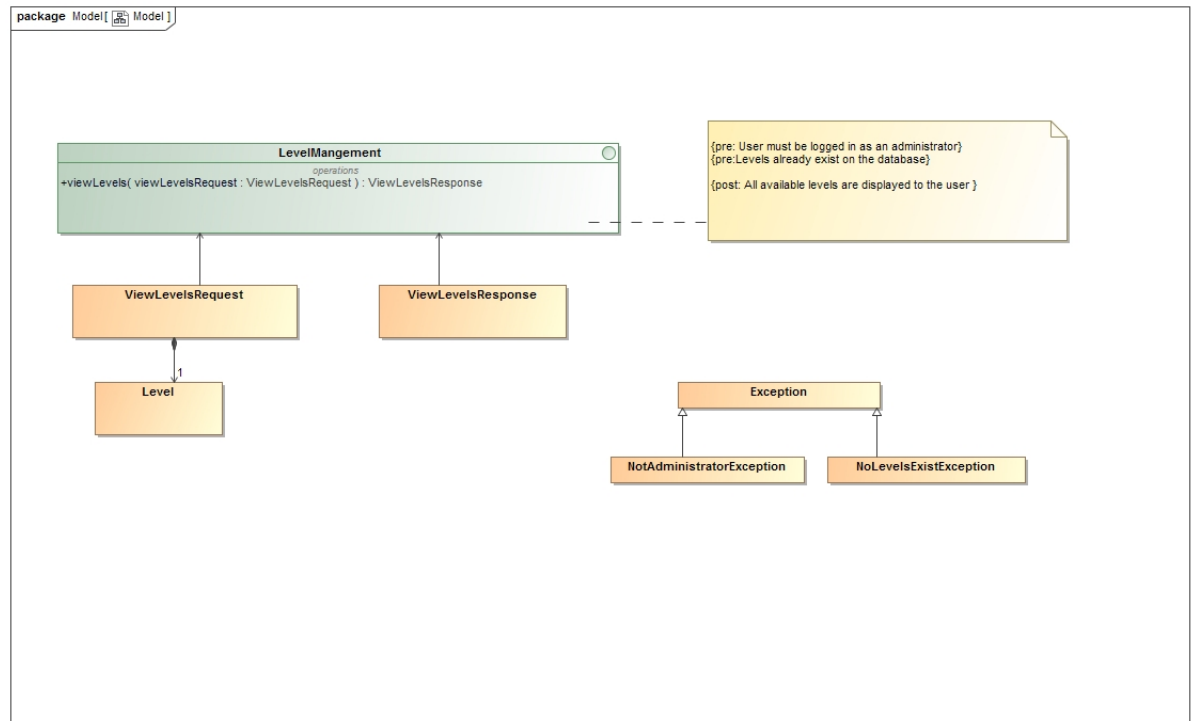 package Model[ Model ]
LevelMangement
operations
+viewLevels( viewLevelsRequest : ViewLevelsRequest ) : ViewLevelsResponse
{pre: User must be logged in as an administrator}
{pre:Levels already exist on the database}
{post: All available levels are displayed to the user }
ViewLevelsRequest
ViewLevelsResponse
1
Level
Exception
NotAdministratorException
NoLevelsExistException